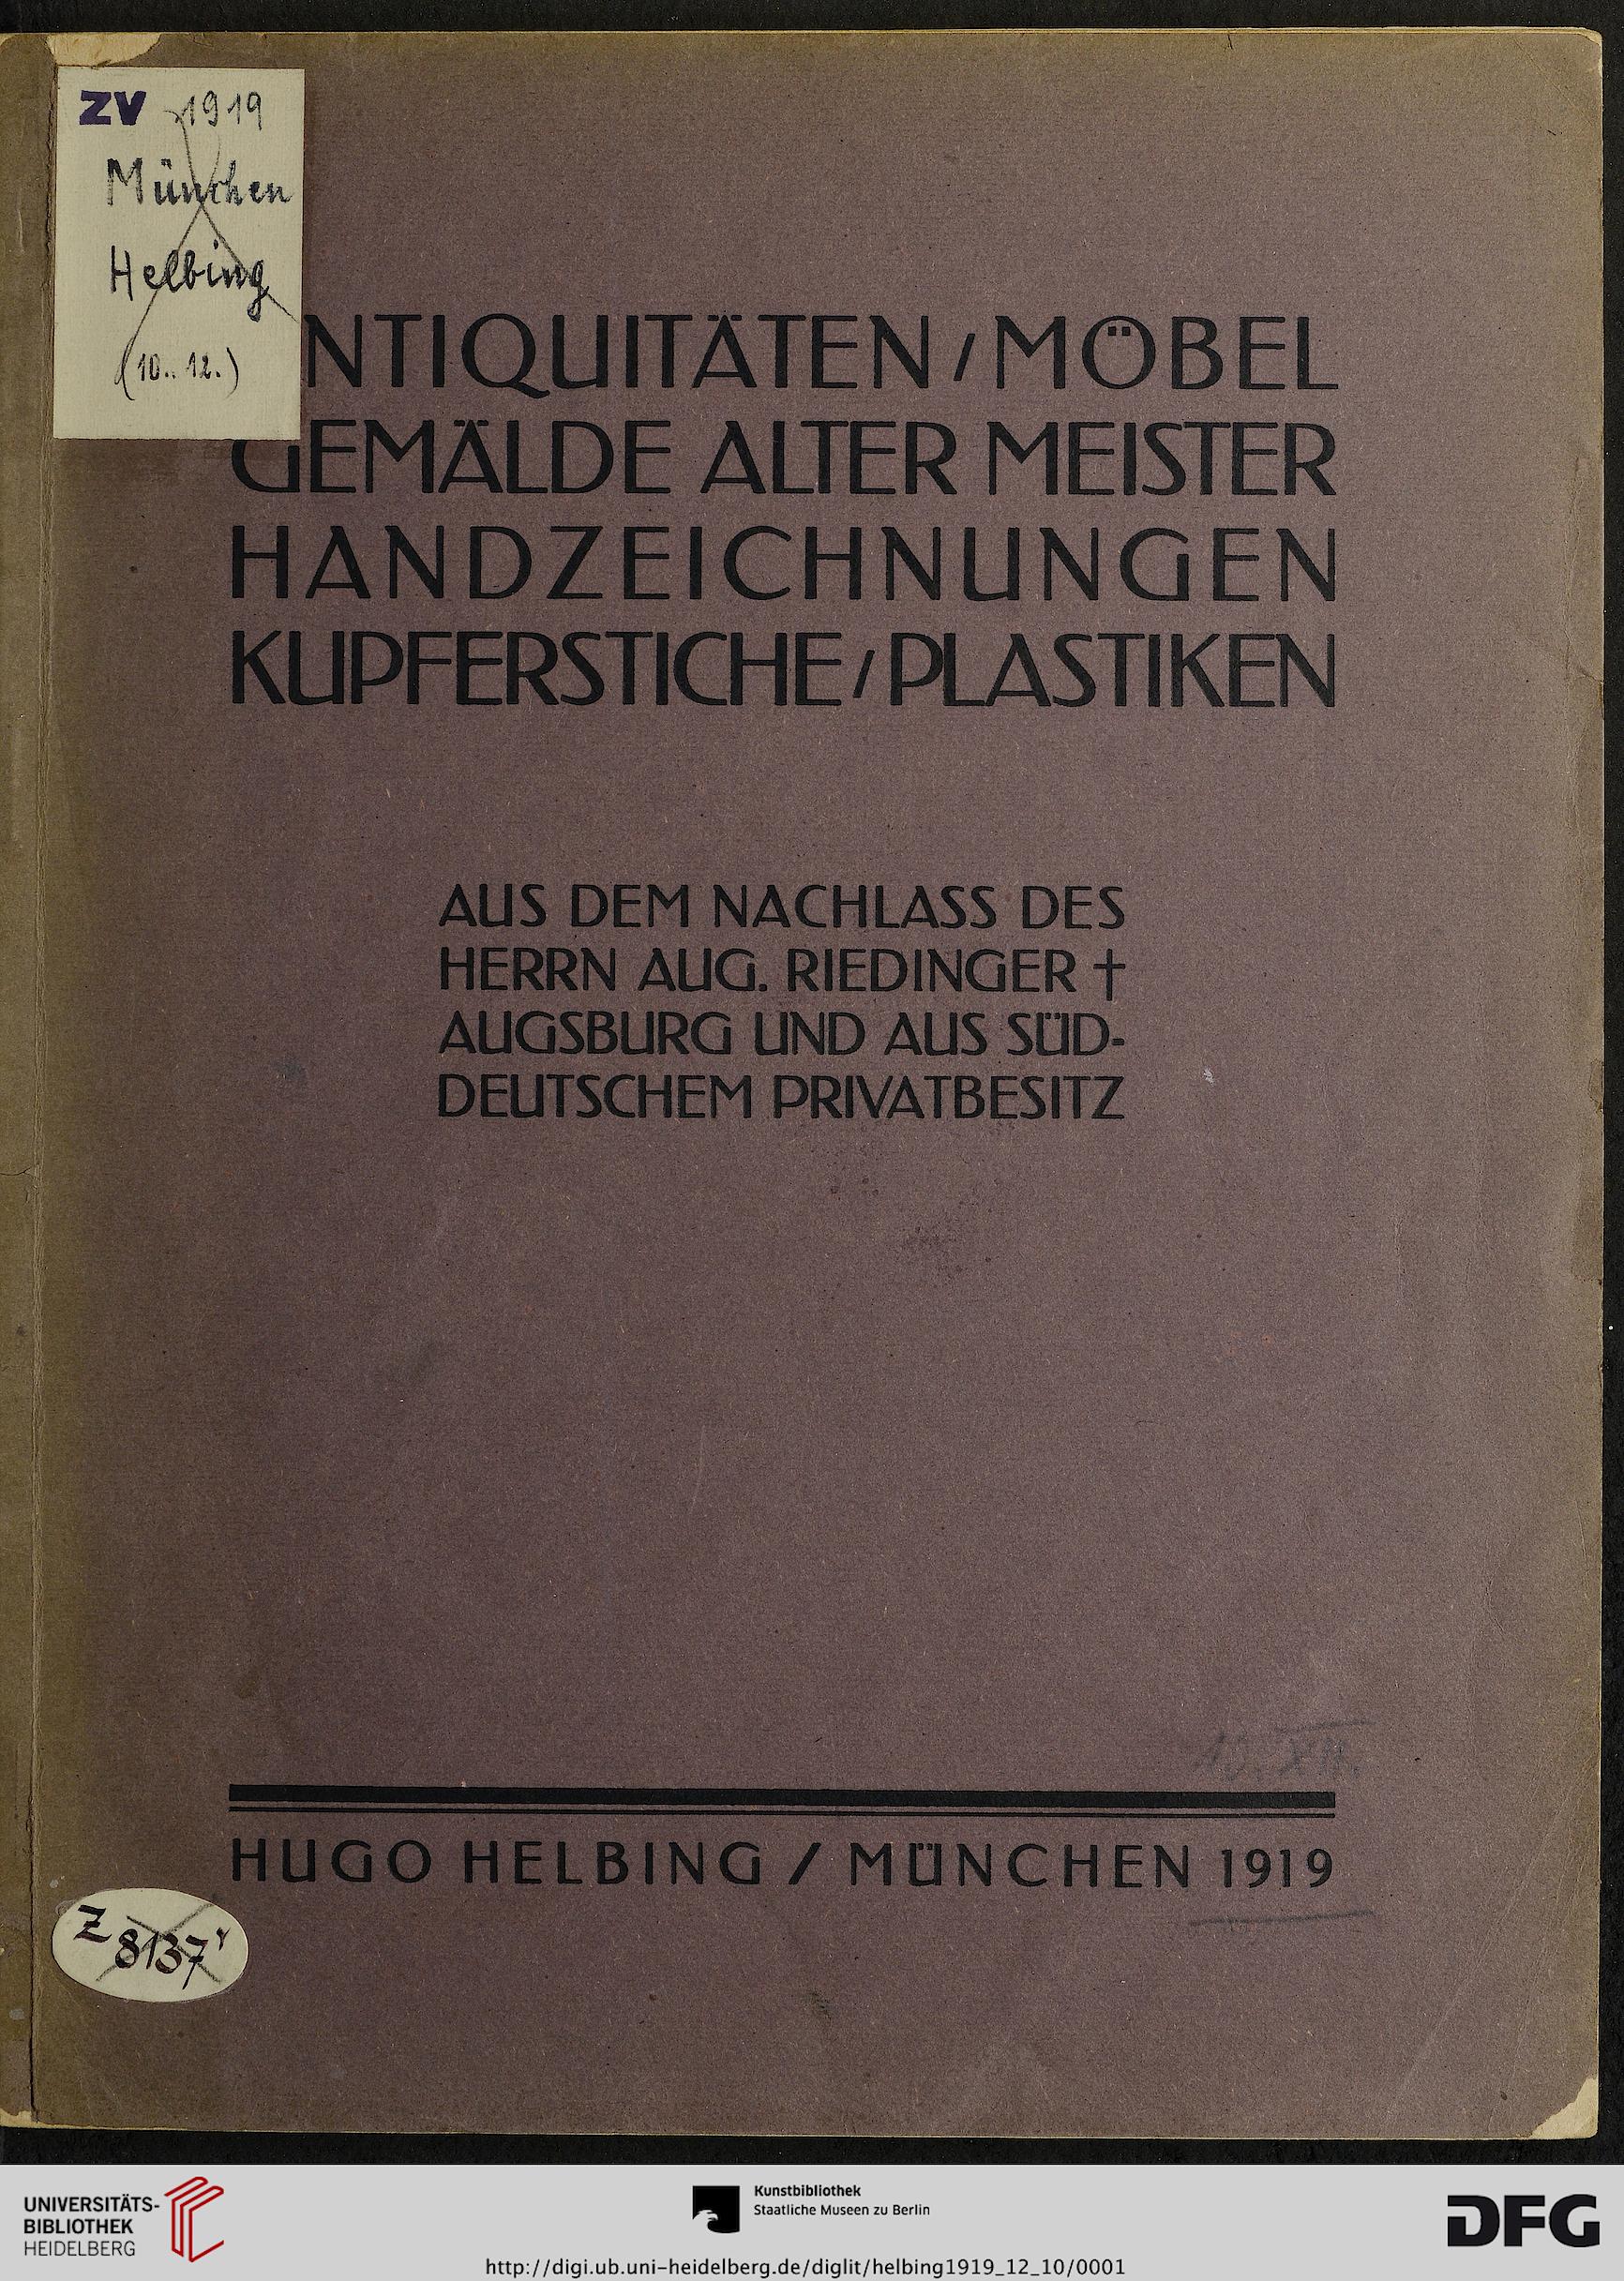 ZV 1919
München
Helbing
(10. 12.)
NTIQUITÄTEN / MÖBEL
GEMÄLDE ALTER MEISTER
HANDZEICHNUNGEN
KUPFERSTICHE / PLASTIKEN
AUS DEM NACHLASS DES
HERRN AUG. RIEDINGER †
AUGSBURG UND AUS SÜD-
DEUTSCHEM PRIVATBESITZ
10. XII.
HUGO HELBING / MÜNCHEN 1919
Z 8137
UNIVERSITÄTS-
BIBLIOTHEK
HEIDELBERG
Kunstbibliothek
Staatliche Museen zu Berlin
DFG
http://digi.ub.uni-heidelberg.de/diglit/helbing1919_12_10/0001